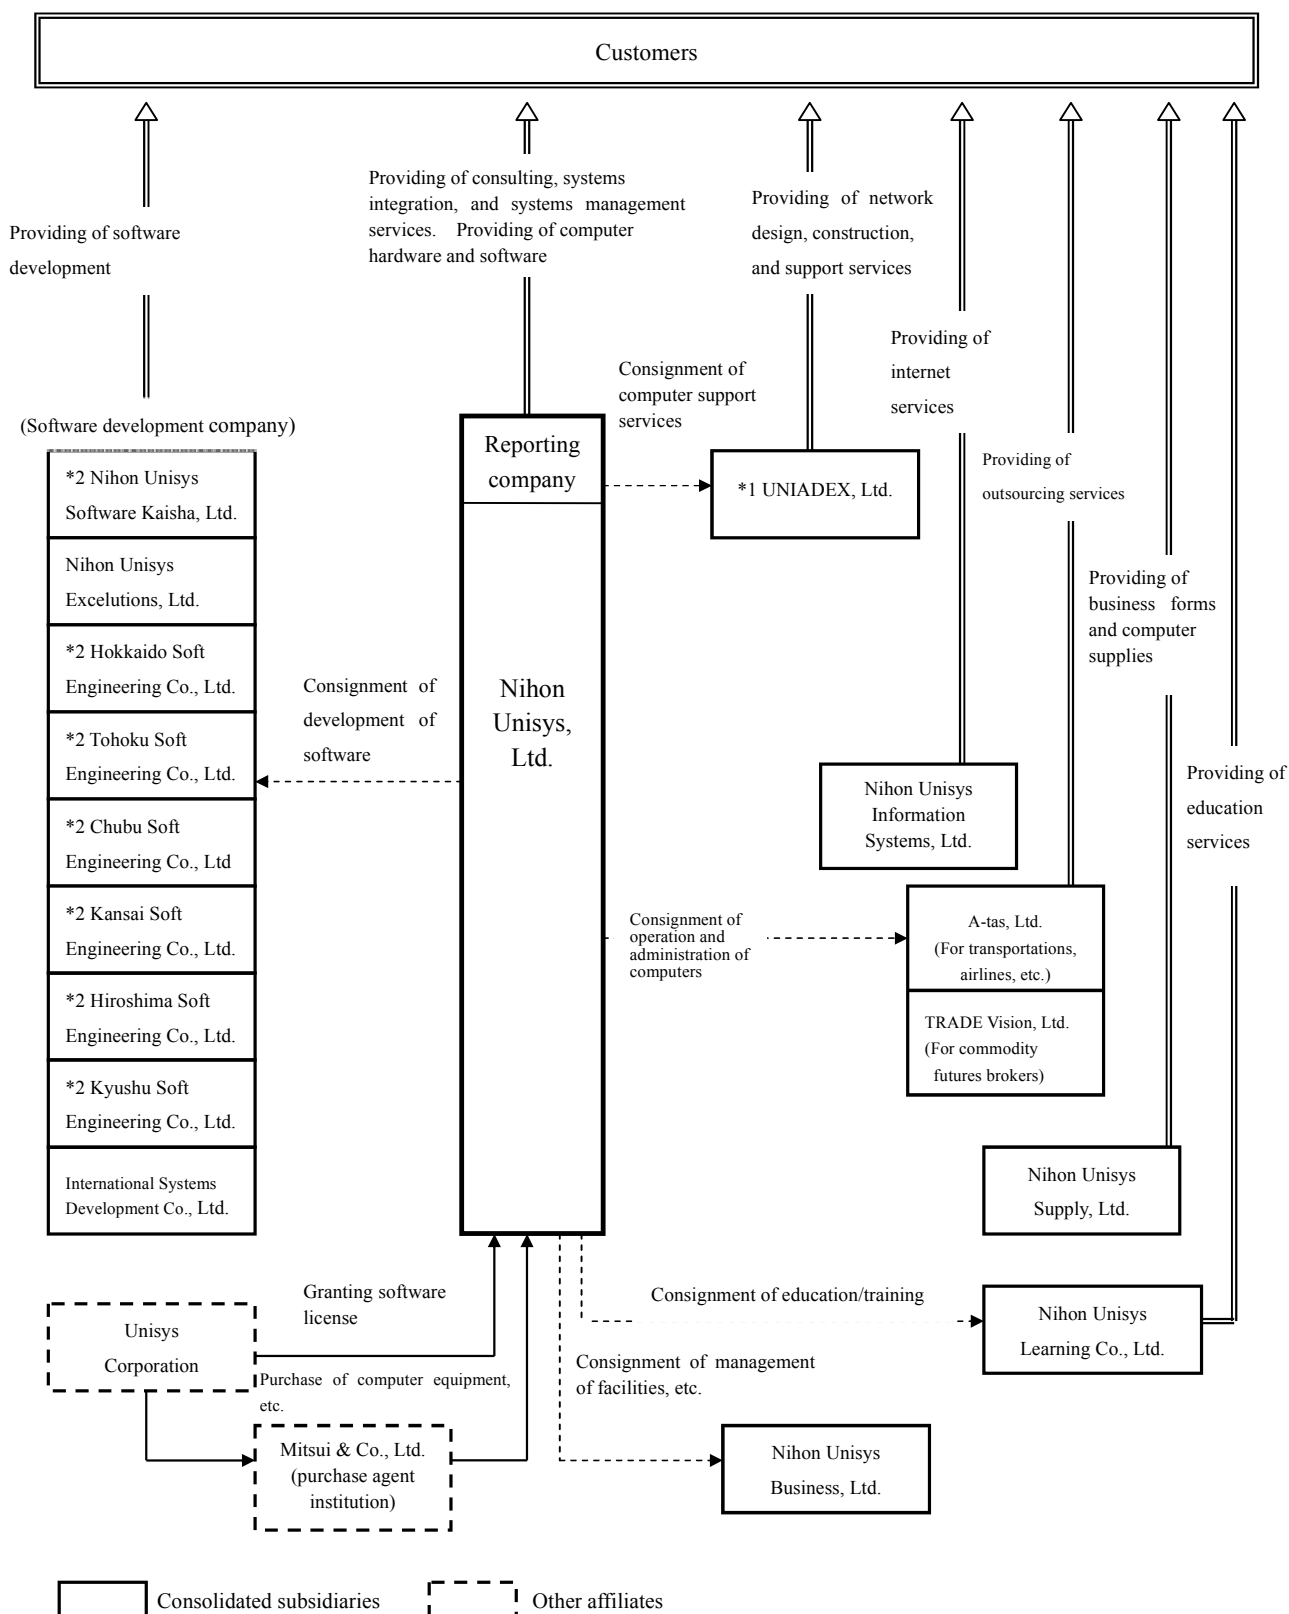 Customers
Providing of software
development
Providing of consulting, systems
integration, and systems management
services. Providing of computer
hardware and software
Providing of network
design, construction,
and support services
Providing of
internet
services
Providing of
outsourcing services
Providing of
business forms
and computer
supplies
Providing of
education
services
(Software development company)
*2 Nihon Unisys
Software Kaisha, Ltd.
Nihon Unisys
Excelutions, Ltd.
*2 Hokkaido Soft
Engineering Co., Ltd.
*2 Tohoku Soft
Engineering Co., Ltd.
*2 Chubu Soft
Engineering Co., Ltd
*2 Kansai Soft
Engineering Co., Ltd.
*2 Hiroshima Soft
Engineering Co., Ltd.
*2 Kyushu Soft
Engineering Co., Ltd.
International Systems
Development Co., Ltd.
Consignment of
development of
software
Reporting
company
Nihon
Unisys,
Ltd.
Consignment of
computer support
services
*1 UNIADEX, Ltd.
Nihon Unisys
Information
Systems, Ltd.
Consignment of
operation and
administration of
computers
A-tas, Ltd.
(For transportations,
airlines, etc.)
TRADE Vision, Ltd.
(For commodity
futures brokers)
Nihon Unisys
Supply, Ltd.
Granting software
license
Unisys
Corporation
Purchase of computer equipment,
etc.
Mitsui & Co., Ltd.
(purchase agent
institution)
Consignment of education/training
Nihon Unisys
Learning Co., Ltd.
Consignment of management
of facilities, etc.
Nihon Unisys
Business, Ltd.
Consolidated subsidiaries
Other affiliates